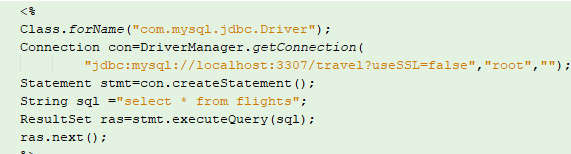 <%
Class.forName("com.mysql.jdbc.Driver");
Connection con=DriverManager.getConnection(
"jdbc:mysql://localhost:3307/travel?useSSL=false","root","");
Statement stmt=con.createStatement();
String sql ="select * from flights";
ResultSet ras=stmt.executeQuery(sql);
ras.next();
%>